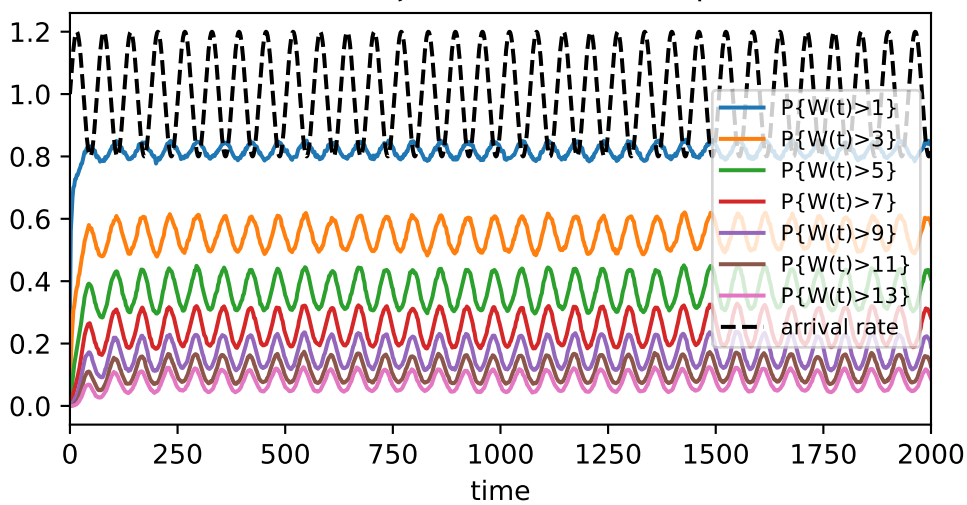 1.2
1.0
0.8
0.6
0.4
0.2
0.0
P{W(t)>1}
P{W(t)>3}
P{W(t)>5}
P{W(t)>7}
P{W(t)>9}
P{W(t)>11}
P{W(t)>13}
arrival rate
0 250 500 750 1000 1250 1500 1750 2000
time